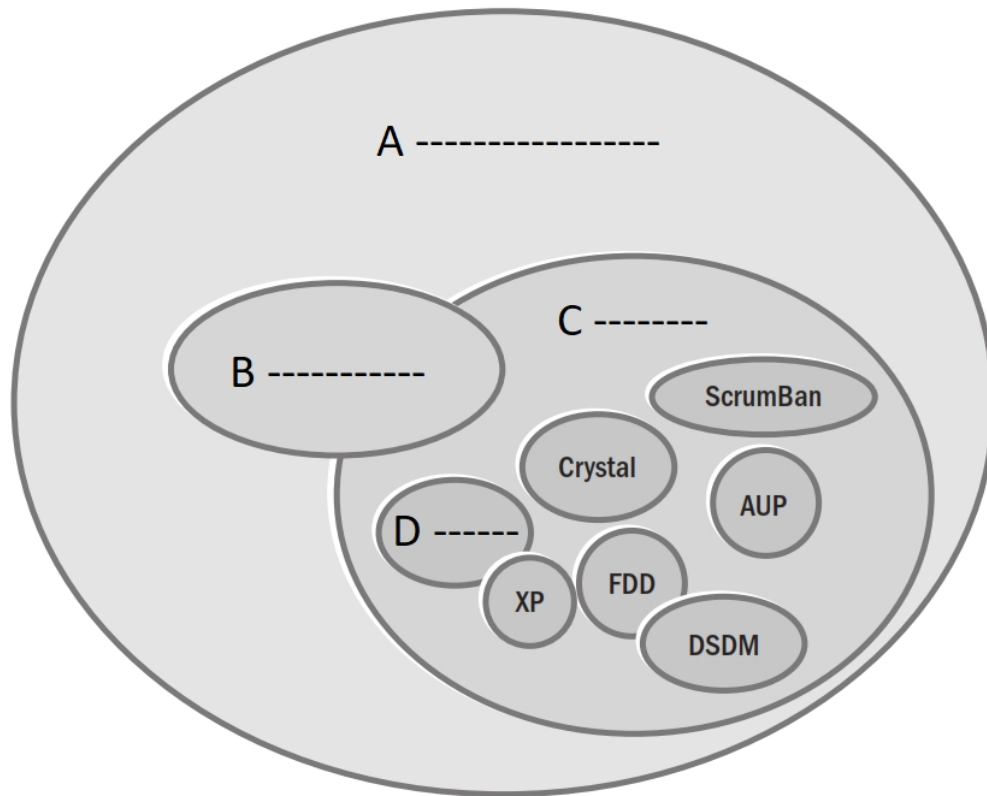 A -----------------
B -----------
C --------
ScrumBan
Crystal
AUP
D ------
XP
FDD
DSDM